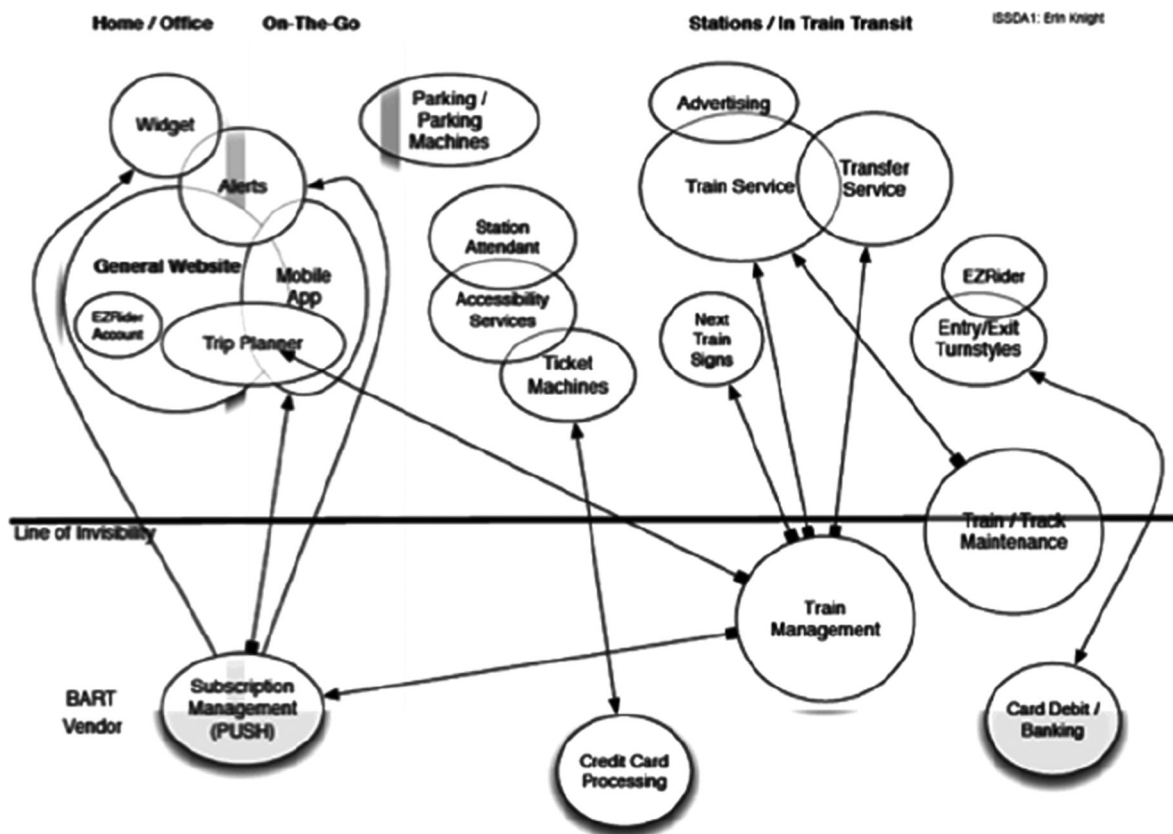 Home / Office
On-The-Go
Stations / In Train Transit
ISSDA1: Erin Knight
Widget
Alerts
General Website
EZRider
Account
Mobile
App
Trip Planner
Parking /
Parking
Machines
Station
Attendant
Accessibility
Services
Ticket
Machines
Advertising
Train Service
Transfer
Service
Next
Train
Signs
EZRider
Entry/Exit
Turnstyles
Line of Invisibility
Train / Track
Maintenance
Train
Management
BART
Vendor
Subscription
Management
(PUSH)
Credit Card
Processing
Card Debit /
Banking